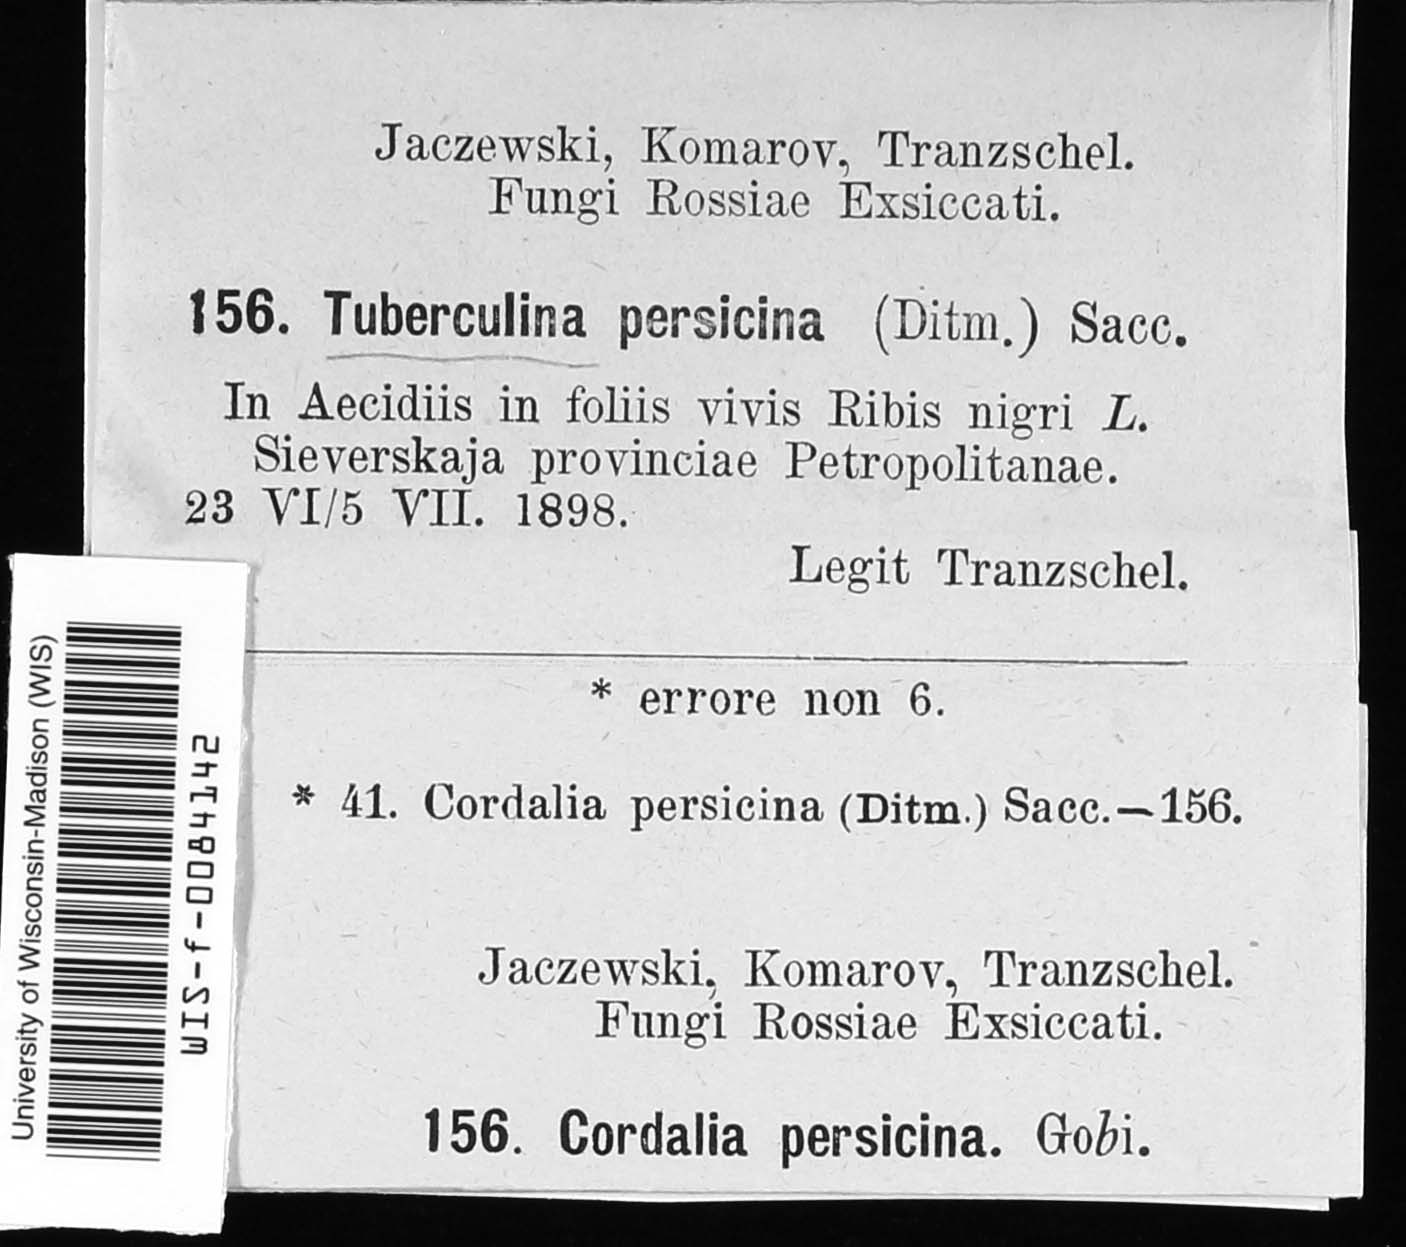 Jaczewski, Komarov, Tranzschel.
Fungi Rossiae Exsiccati.
156. Tuberculina persicina (Ditm.) Sacc.
In Aecidiis in foliis vivis Ribis nigri L.
Sieverskaja provinciae Petropolitanae.
23 VI/5 VII. 1898.
Legit Tranzschel.
* errore non 6.
* 41. Cordalia persicina (Ditm.) Sacc.—156.
Jaczewski, Komarov, Tranzschel.
Fungi Rossiae Exsiccati.
156. Cordalia persicina. Gobi.
University of Wisconsin-Madison (WIS)
WIS-f-0084142